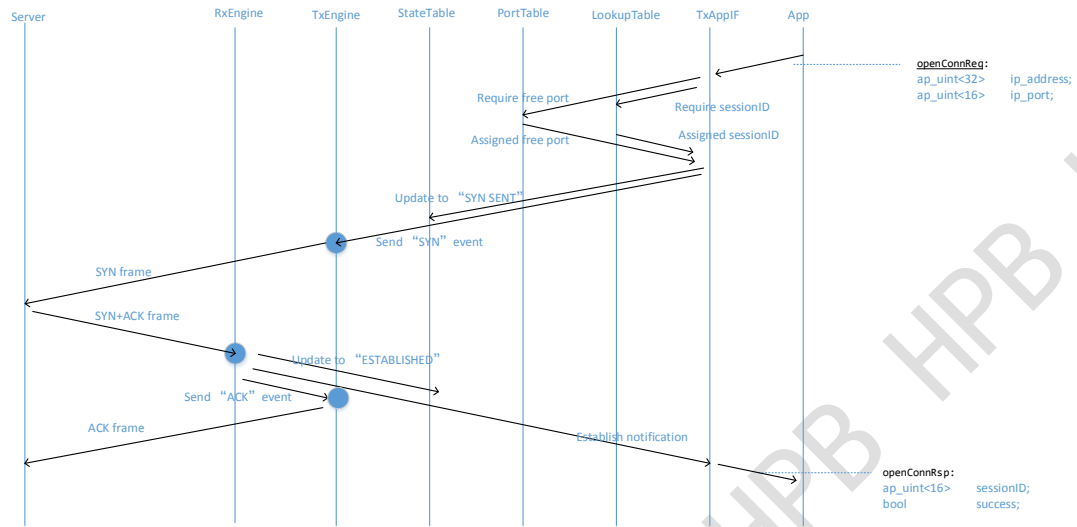 Server
RxEngine
TxEngine
StateTable
PortTable
LookupTable
TxAppIF
App
openConnReq:
ap_uint<32> ip_address;
ap_uint<16> ip_port;
Require free port
Require sessionID
Assigned free port
Assigned sessionID
Update to “SYN SENT”
Send “SYN” event
SYN frame
SYN+ACK frame
Update to “ESTABLISHED”
Send “ACK” event
ACK frame
Establish notification
openConnRsp:
ap_uint<16> sessionID;
bool success;
HPB HPB